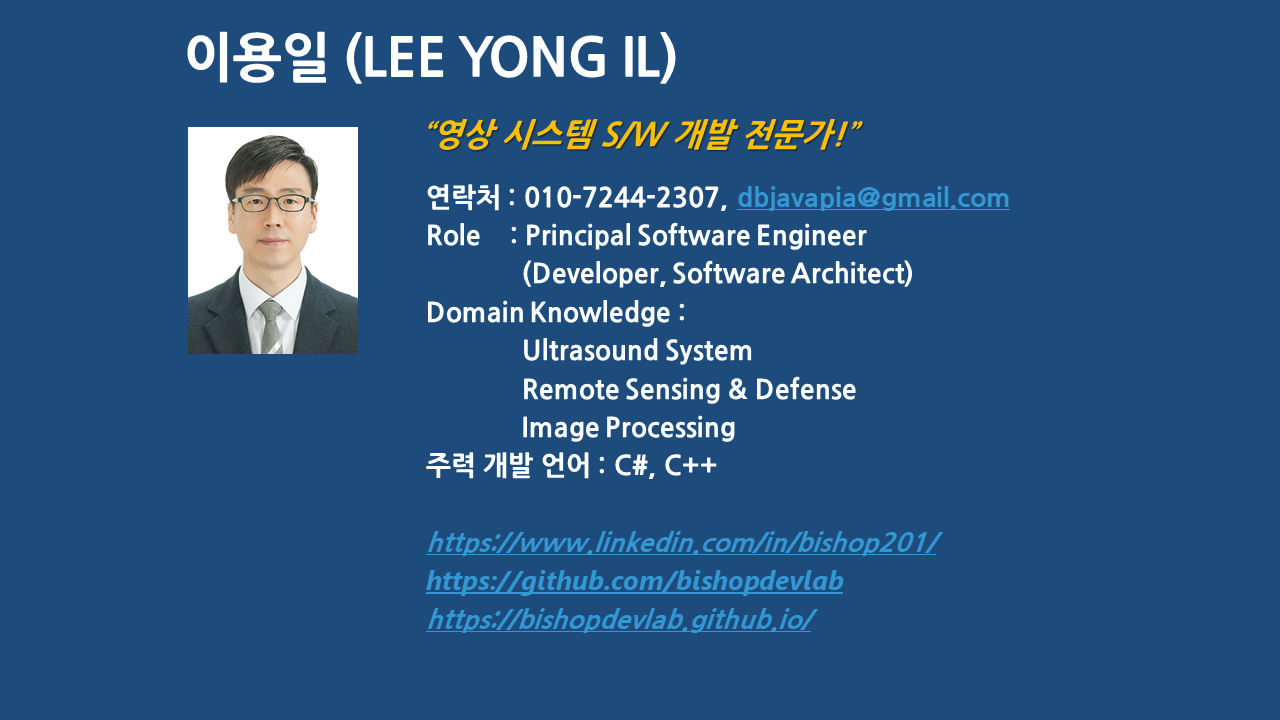 이용일 (LEE YONG IL)
“영상 시스템 S/W 개발 전문가!”
연락처 : 010-7244-2307, dbjavapia@gmail.com
Role : Principal Software Engineer
(Developer, Software Architect)
Domain Knowledge :
Ultrasound System
Remote Sensing & Defense
Image Processing
주력 개발 언어 : C#, C++
https://www.linkedin.com/in/bishop201/
https://github.com/bishopdevlab
https://bishopdevlab.github.io/